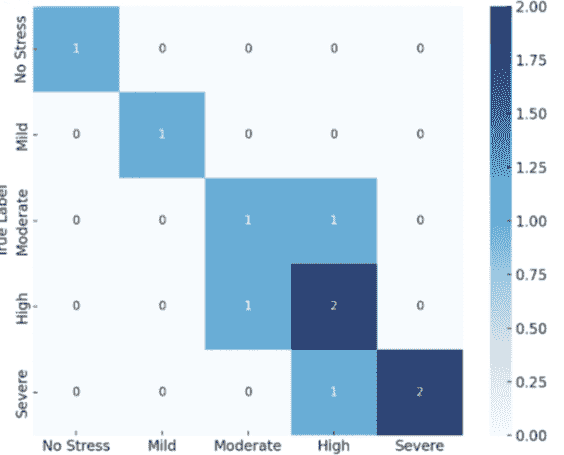 2.00
No Stress 1 0 0 0 0
1.75
Mild 0 1 0 0 0
1.50
1.25
True Label
Moderate 0 0 1 1 0
1.00
0.75
High 0 0 1 2 0
0.50
Severe 0 0 0 1 2
0.25
0.00
No Stress Mild Moderate High Severe